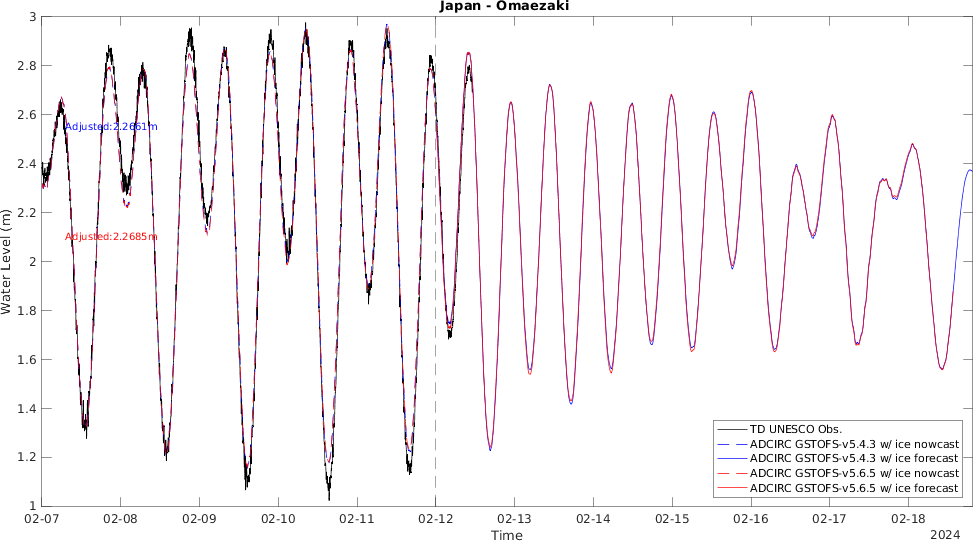 Japan - Omaezaki
Water Level (m)
3
2.8
2.6
2.4
2.2
2
1.8
1.6
1.4
1.2
1
Adjusted:2.2661m
Adjusted:2.2685m
TD UNESCO Obs.
ADCIRC GSTOFS-v5.4.3 w/ ice nowcast
ADCIRC GSTOFS-v5.4.3 w/ ice forecast
ADCIRC GSTOFS-v5.6.5 w/ ice nowcast
ADCIRC GSTOFS-v5.6.5 w/ ice forecast
02-07 02-08 02-09 02-10 02-11 02-12 02-13 02-14 02-15 02-16 02-17 02-18
Time
2024